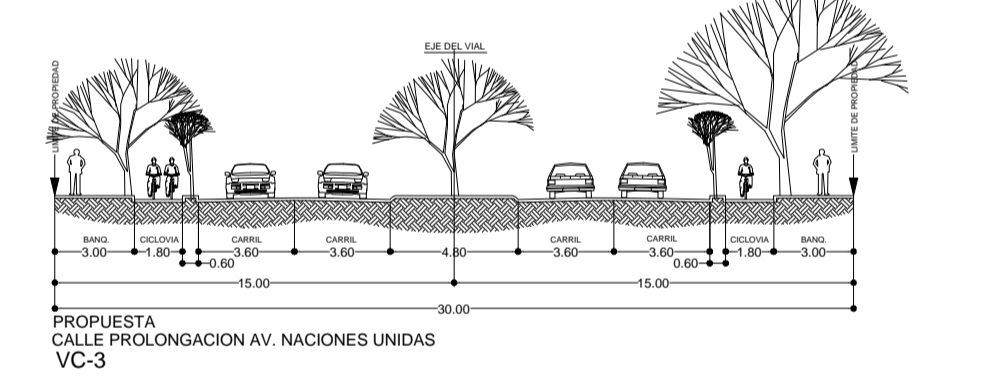 EJE DEL VIAL
LIMITE DE PROPIEDAD
LIMITE DE PROPIEDAD
BANQ. CICLOVIA CARRIL CARRIL CARRIL CARRIL CICLOVIA BANQ.
3.00 1.80 3.60 3.60 4.80 3.60 3.60 1.80 3.00
0.60 0.60
15.00 15.00
30.00
PROPUESTA
CALLE PROLONGACION AV. NACIONES UNIDAS
VC-3